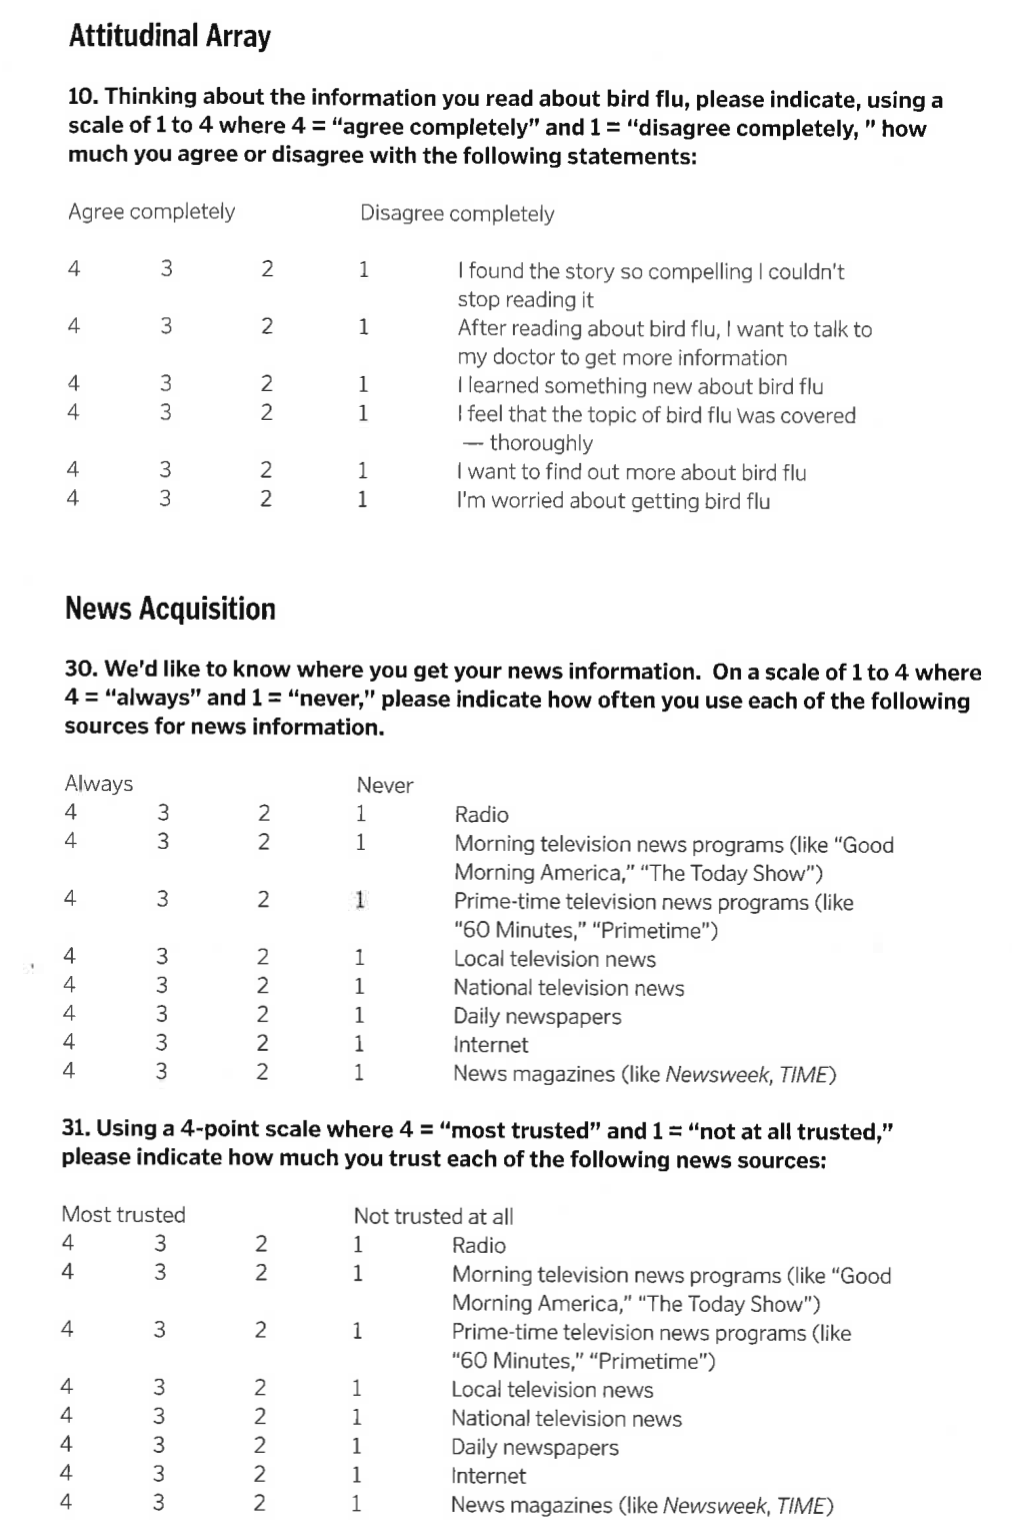 Attitudinal Array
10. Thinking about the information you read about bird flu, please indicate, using a
scale of 1 to 4 where 4 = “agree completely” and 1 = “disagree completely, ” how
much you agree or disagree with the following statements:
Agree completely Disagree completely
4 3 2 1 I found the story so compelling I couldn't
stop reading it
4 3 2 1 After reading about bird flu, I want to talk to
my doctor to get more information
4 3 2 1 I learned something new about bird flu
4 3 2 1 I feel that the topic of bird flu was covered
— thoroughly
4 3 2 1 I want to find out more about bird flu
4 3 2 1 I'm worried about getting bird flu
News Acquisition
30. We'd like to know where you get your news information. On a scale of 1 to 4 where
4 = “always” and 1 = “never,” please indicate how often you use each of the following
sources for news information.
Always Never
4 3 2 1 Radio
4 3 2 1 Morning television news programs (like “Good
Morning America,” “The Today Show”)
4 3 2 1 Prime-time television news programs (like
“60 Minutes,” “Primetime”)
4 3 2 1 Local television news
4 3 2 1 National television news
4 3 2 1 Daily newspapers
4 3 2 1 Internet
4 3 2 1 News magazines (like Newsweek, TIME)
31. Using a 4-point scale where 4 = “most trusted” and 1 = “not at all trusted,”
please indicate how much you trust each of the following news sources:
Most trusted Not trusted at all
4 3 2 1 Radio
4 3 2 1 Morning television news programs (like “Good
Morning America,” “The Today Show”)
4 3 2 1 Prime-time television news programs (like
“60 Minutes,” “Primetime”)
4 3 2 1 Local television news
4 3 2 1 National television news
4 3 2 1 Daily newspapers
4 3 2 1 Internet
4 3 2 1 News magazines (like Newsweek, TIME)